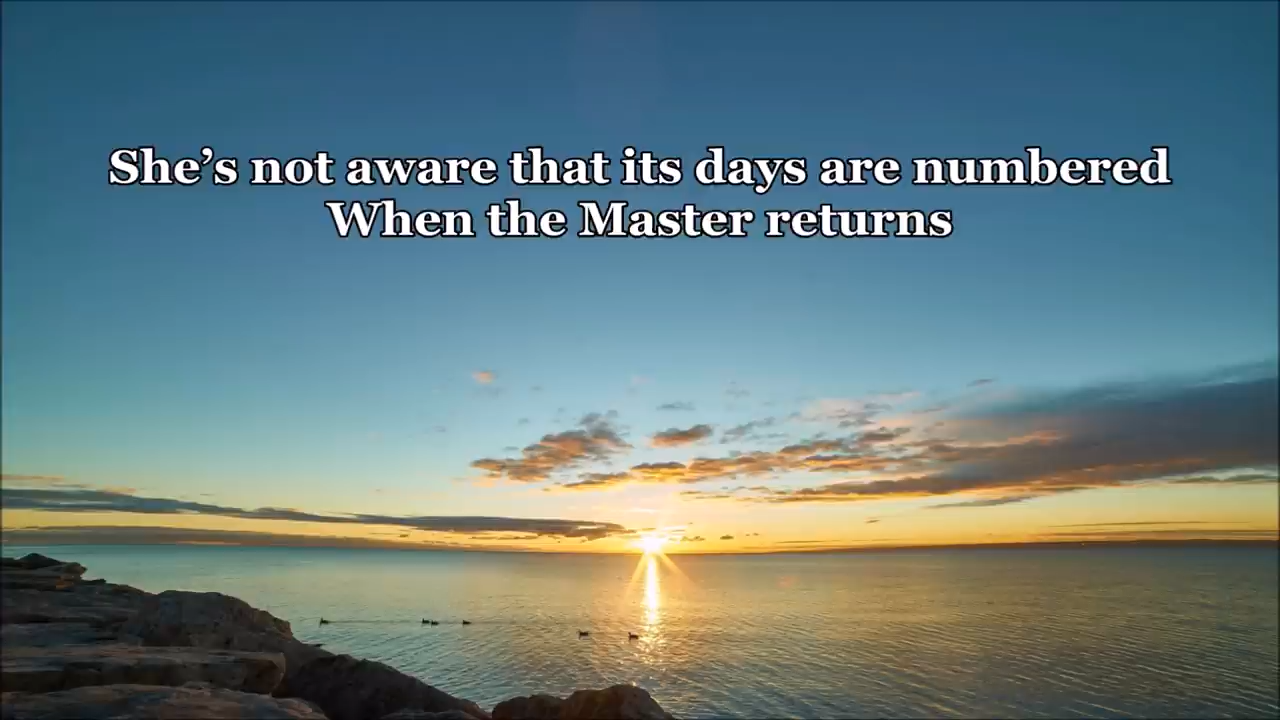 She’s not aware that its days are numbered
When the Master returns